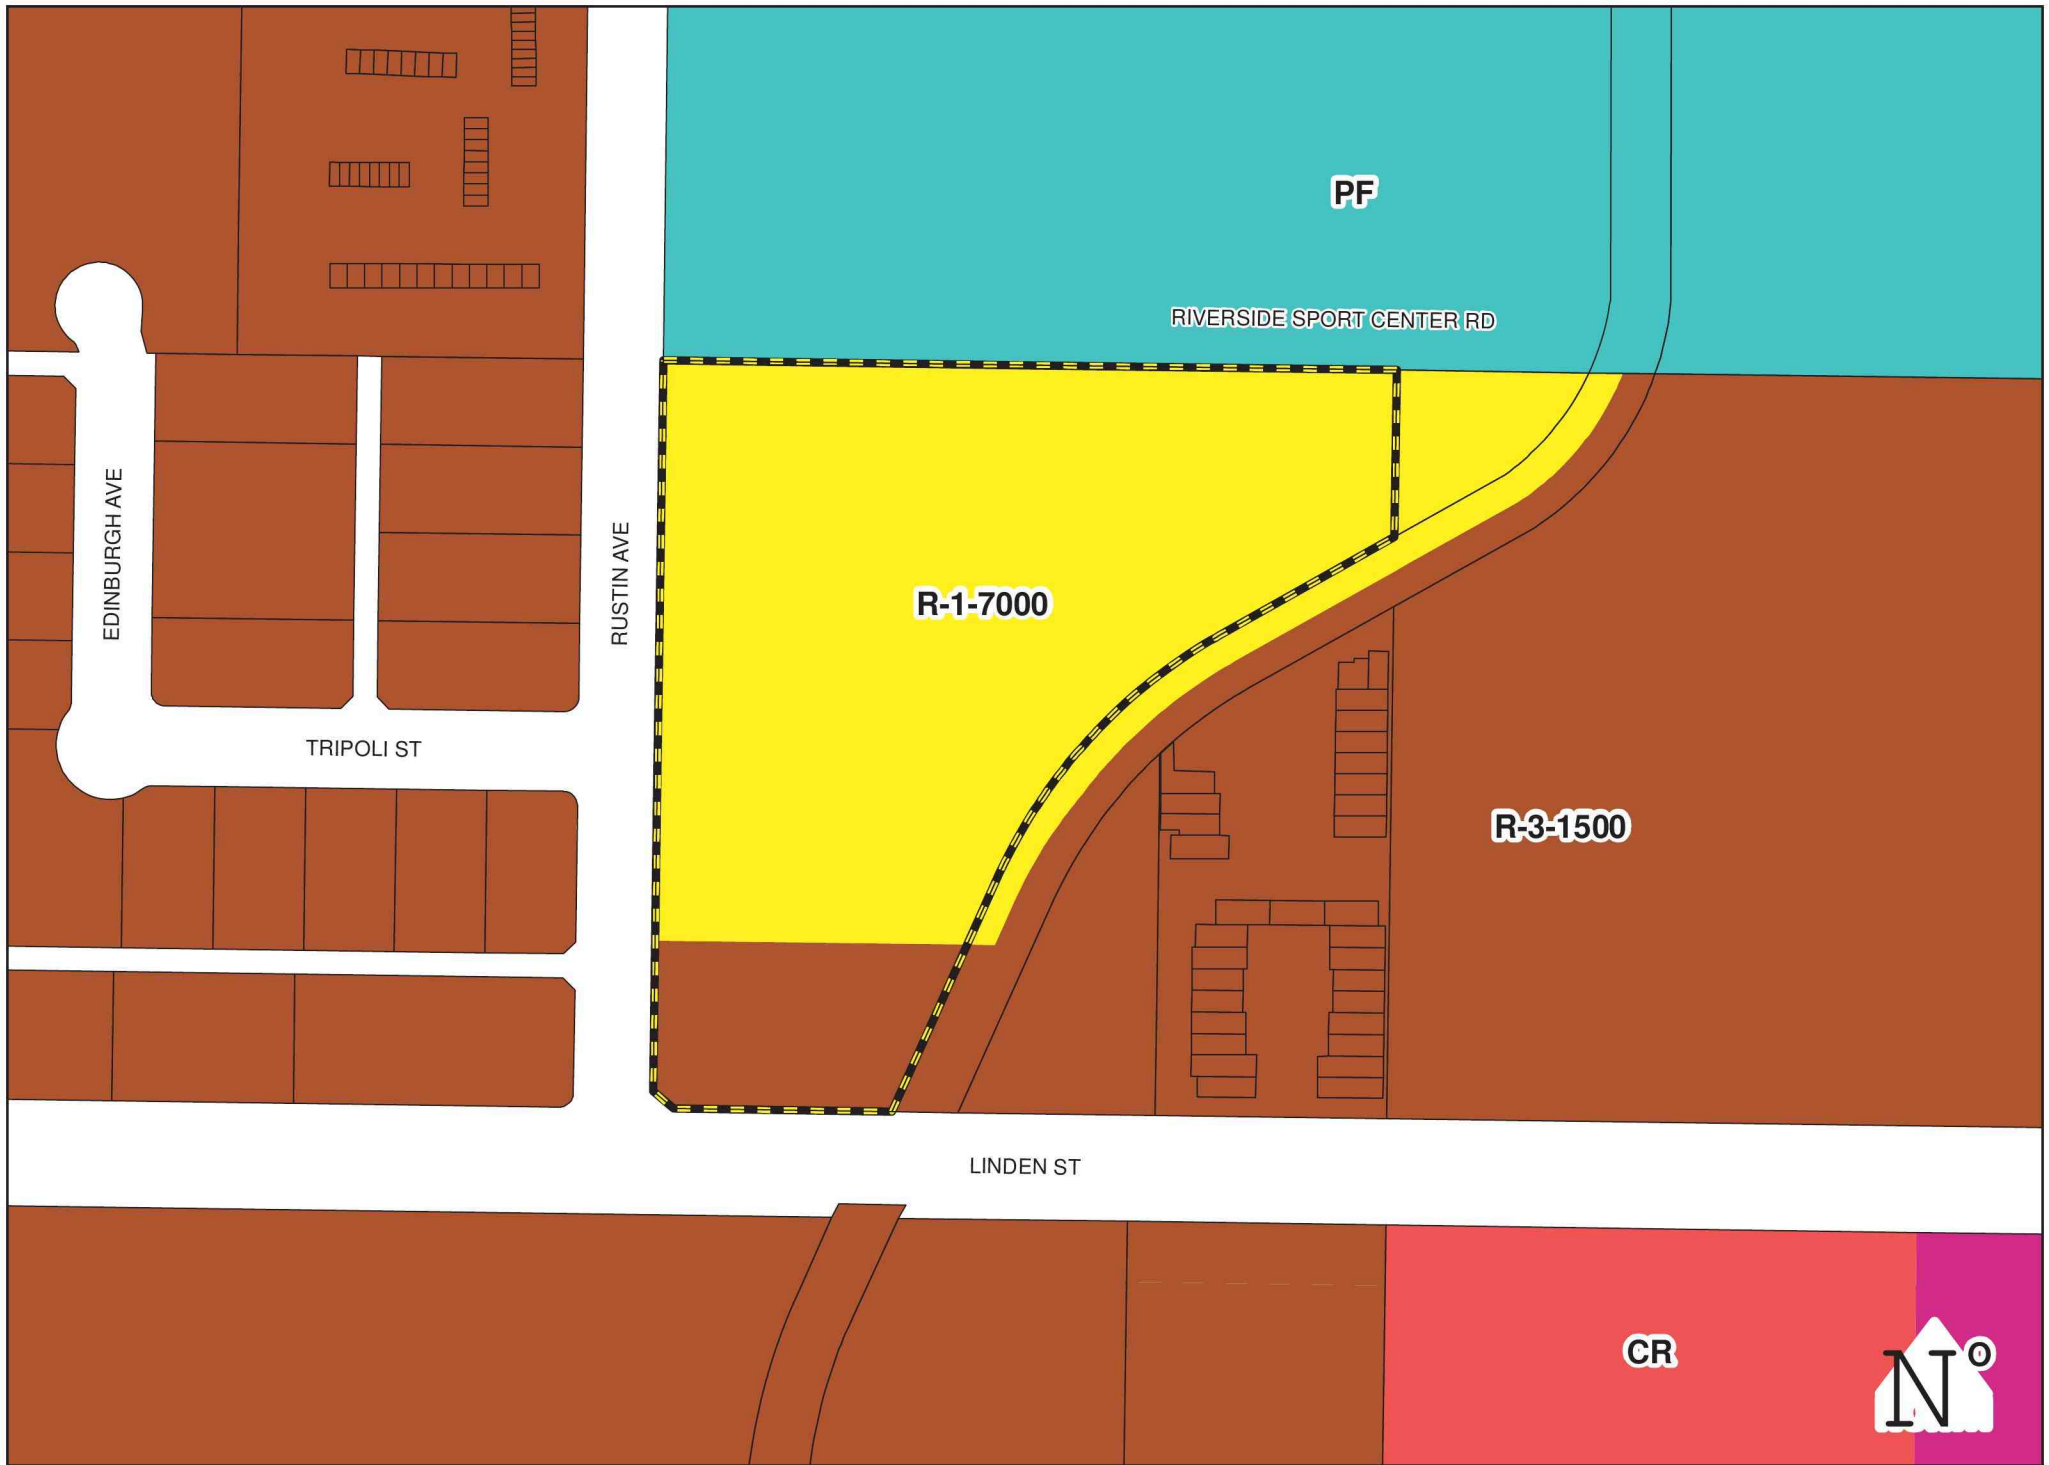 PF
RIVERSIDE SPORT CENTER RD
EDINBURGH AVE
RUSTIN AVE
R-1-7000
TRIPOLI ST
R-3-1500
LINDEN ST
CR
N
O